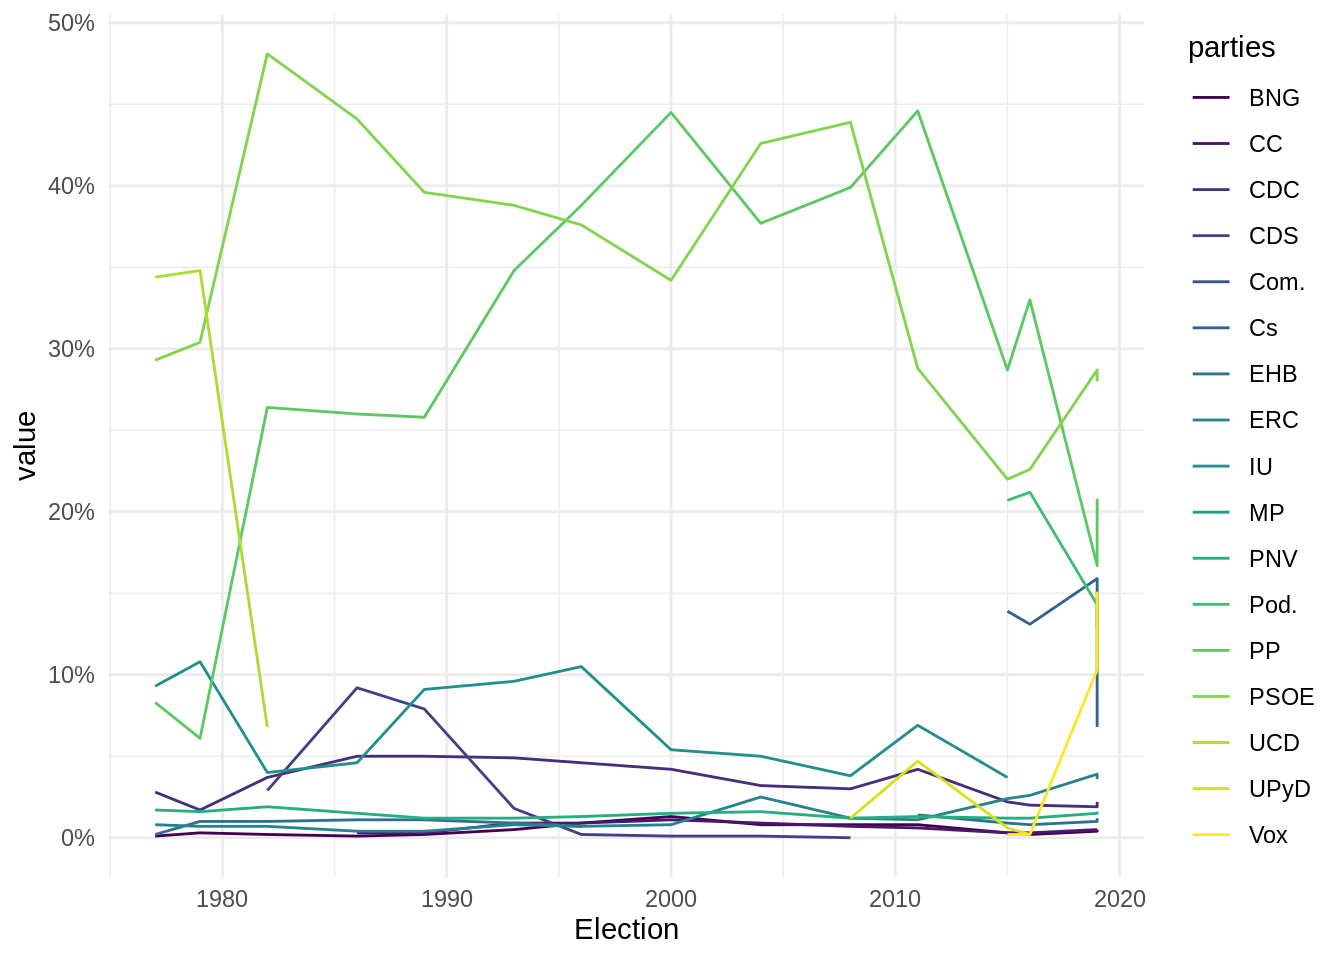 50%
40%
30%
20%
10%
0%
value
1980
1990
2000
2010
2020
Election
parties
BNG
CC
CDC
CDS
Com.
Cs
EHB
ERC
IU
MP
PNV
Pod.
PP
PSOE
UCD
UPyD
Vox